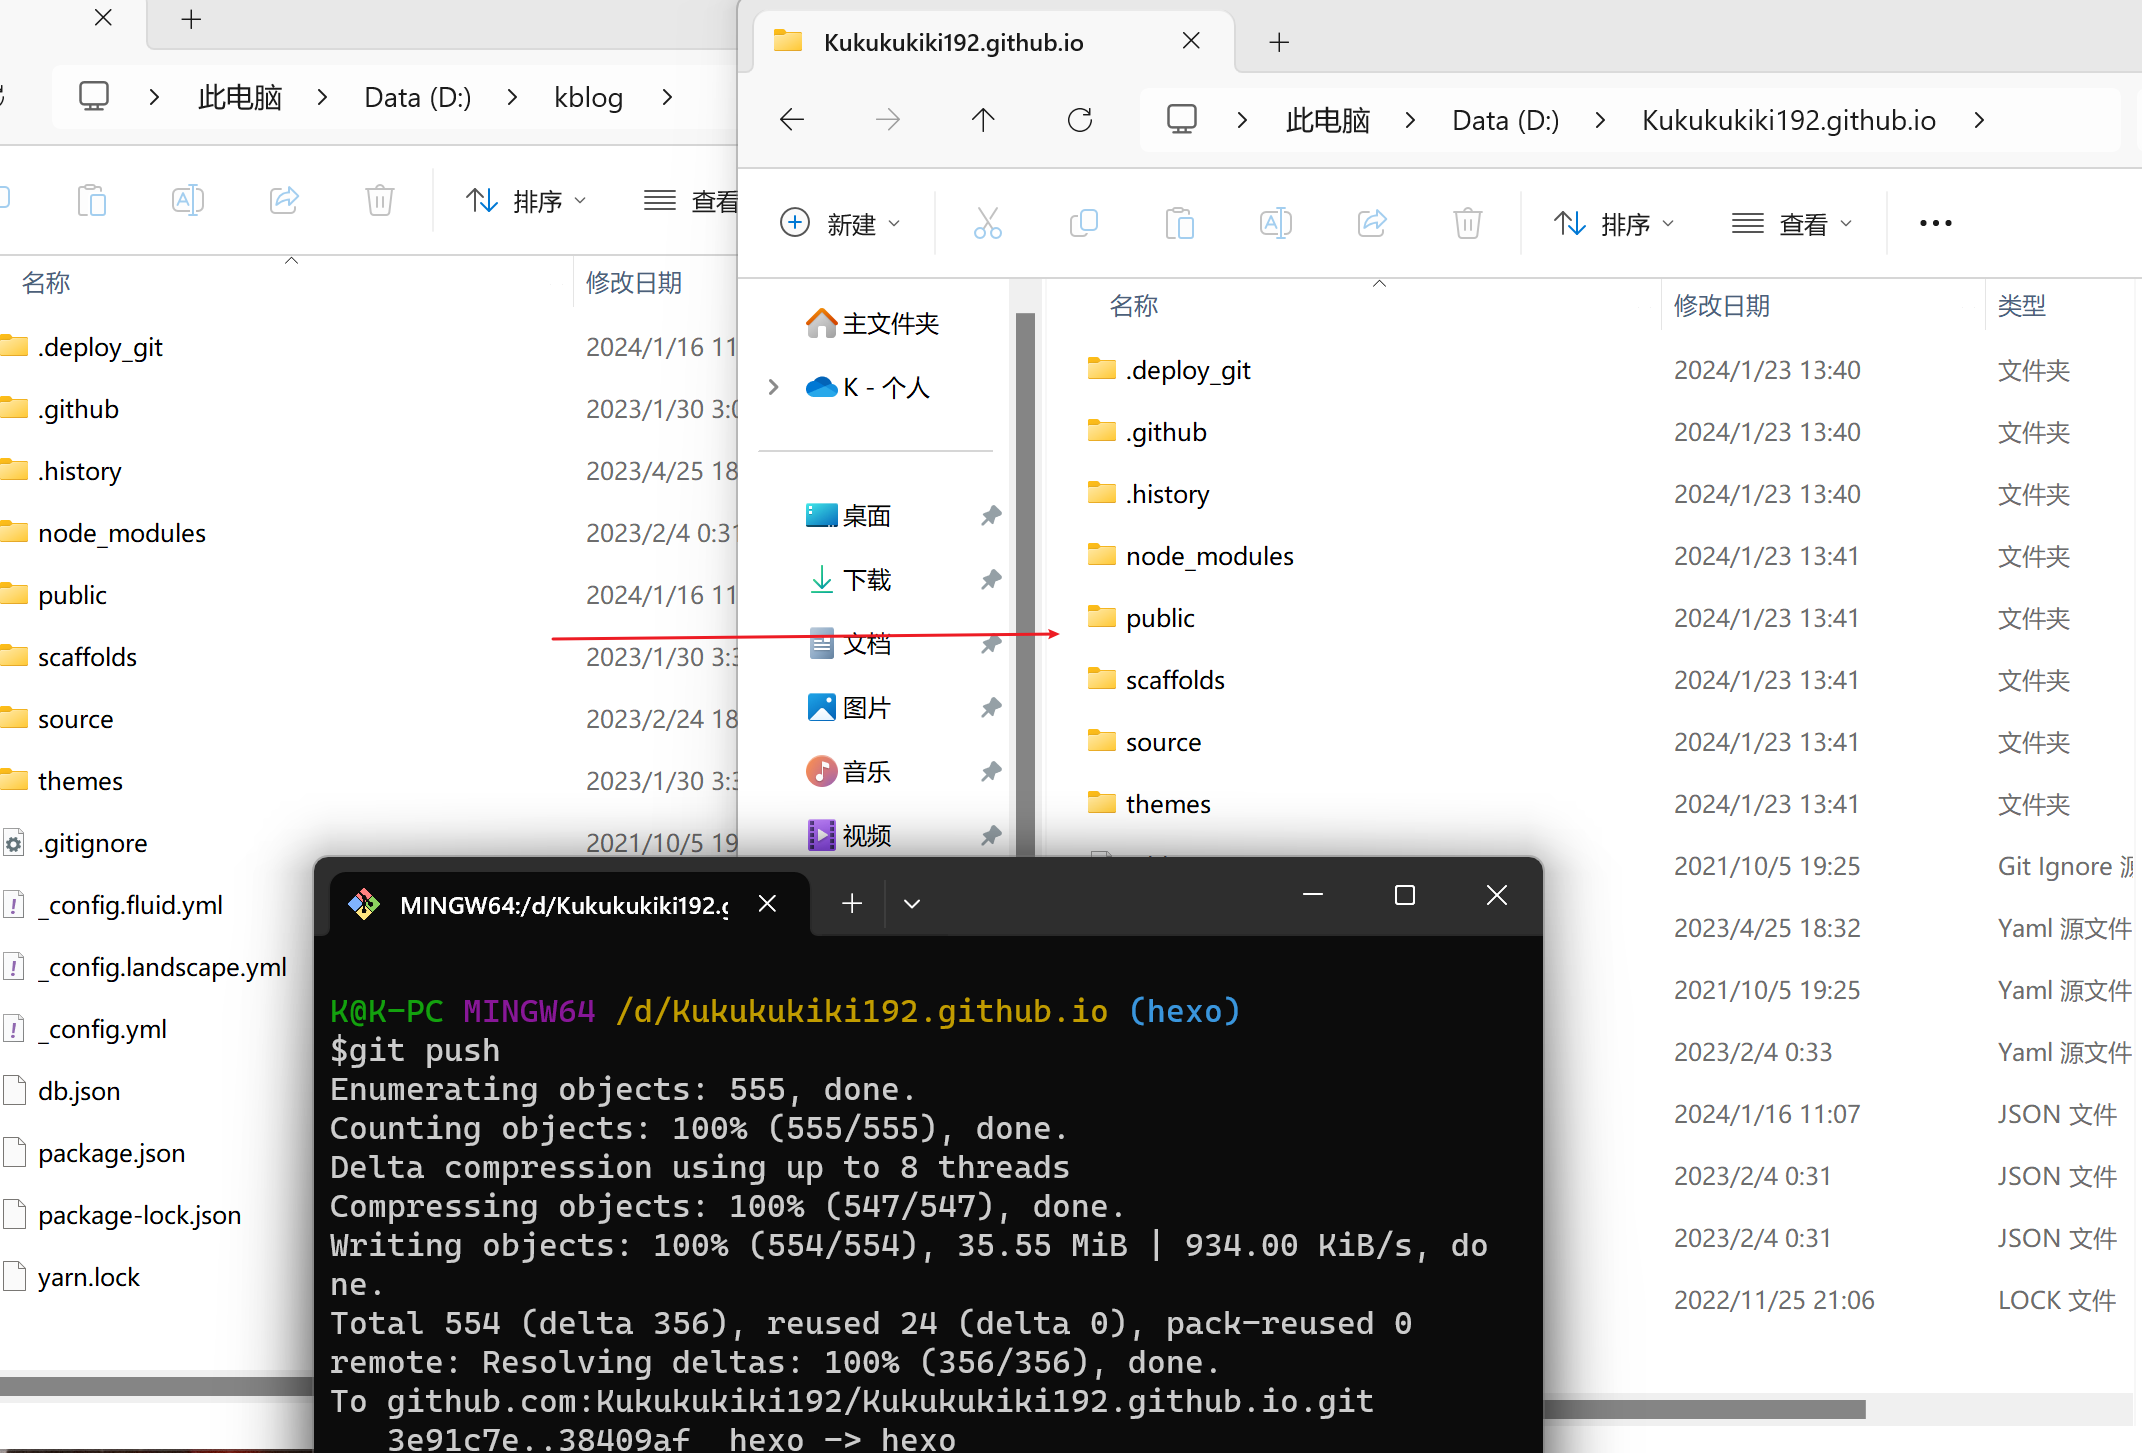 此电脑 Data (D:) kblog
排序 查看
名称 修改日期
.deploy_git 2024/1/16 11
.github 2023/1/30 3:0
.history 2023/4/25 18
node_modules 2023/2/4 0:31
public 2024/1/16 11
scaffolds 2023/1/30 3:3
source 2023/2/24 18
themes 2023/1/30 3:3
.gitignore 2021/10/5 19
_config.fluid.yml
_config.landscape.yml
_config.yml
db.json
package.json
package-lock.json
yarn.lock
Kukukukiki192.github.io
此电脑 Data (D:) Kukukukiki192.github.io
新建 排序 查看
主文件夹
K - 个人
桌面
下载
文档
图片
音乐
视频
名称 修改日期 类型
.deploy_git 2024/1/23 13:40 文件夹
.github 2024/1/23 13:40 文件夹
.history 2024/1/23 13:40 文件夹
node_modules 2024/1/23 13:41 文件夹
public 2024/1/23 13:41 文件夹
scaffolds 2024/1/23 13:41 文件夹
source 2024/1/23 13:41 文件夹
themes 2024/1/23 13:41 文件夹
2021/10/5 19:25 Git Ignore
2023/4/25 18:32 Yaml 源文件
2021/10/5 19:25 Yaml 源文件
2023/2/4 0:33 Yaml 源文件
2024/1/16 11:07 JSON 文件
2023/2/4 0:31 JSON 文件
2023/2/4 0:31 JSON 文件
2022/11/25 21:06 LOCK 文件
MINGW64:/d/Kukukukiki192.g
K@K-PC MINGW64 /d/Kukukukiki192.github.io (hexo)
$git push
Enumerating objects: 555, done.
Counting objects: 100% (555/555), done.
Delta compression using up to 8 threads
Compressing objects: 100% (547/547), done.
Writing objects: 100% (554/554), 35.55 MiB | 934.00 KiB/s, do
ne.
Total 554 (delta 356), reused 24 (delta 0), pack-reused 0
remote: Resolving deltas: 100% (356/356), done.
To github.com:Kukukukiki192/Kukukukiki192.github.io.git
3e91c7e..38409af hexo -> hexo